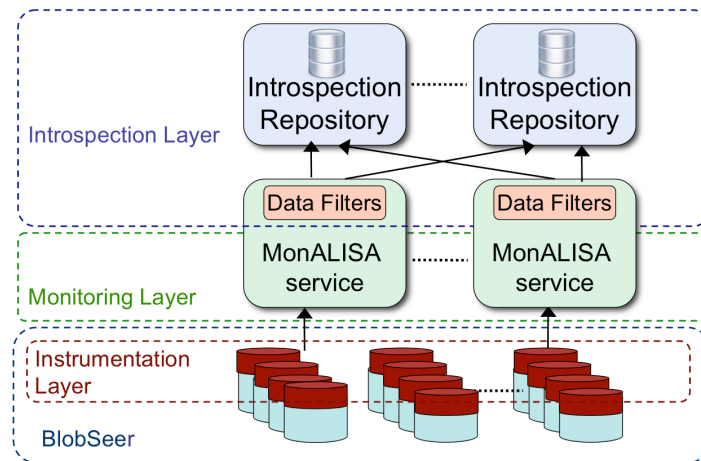 Introspection
Repository
Introspection
Repository
Introspection Layer
Data Filters
Data Filters
MonALISA
service
MonALISA
service
Monitoring Layer
Instrumentation
Layer
BlobSeer